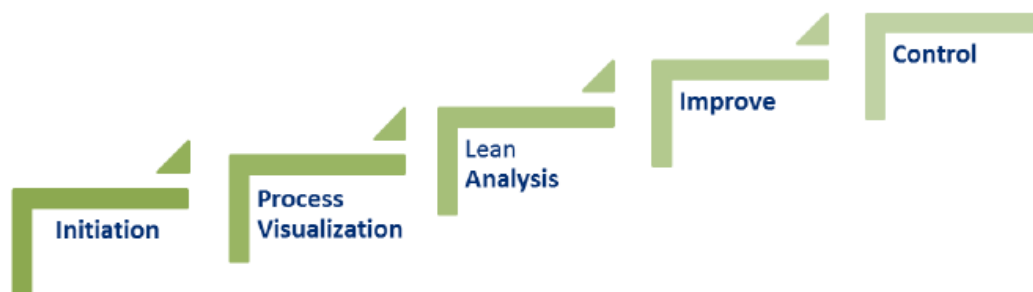 Initiation
Process
Visualization
Lean
Analysis
Improve
Control